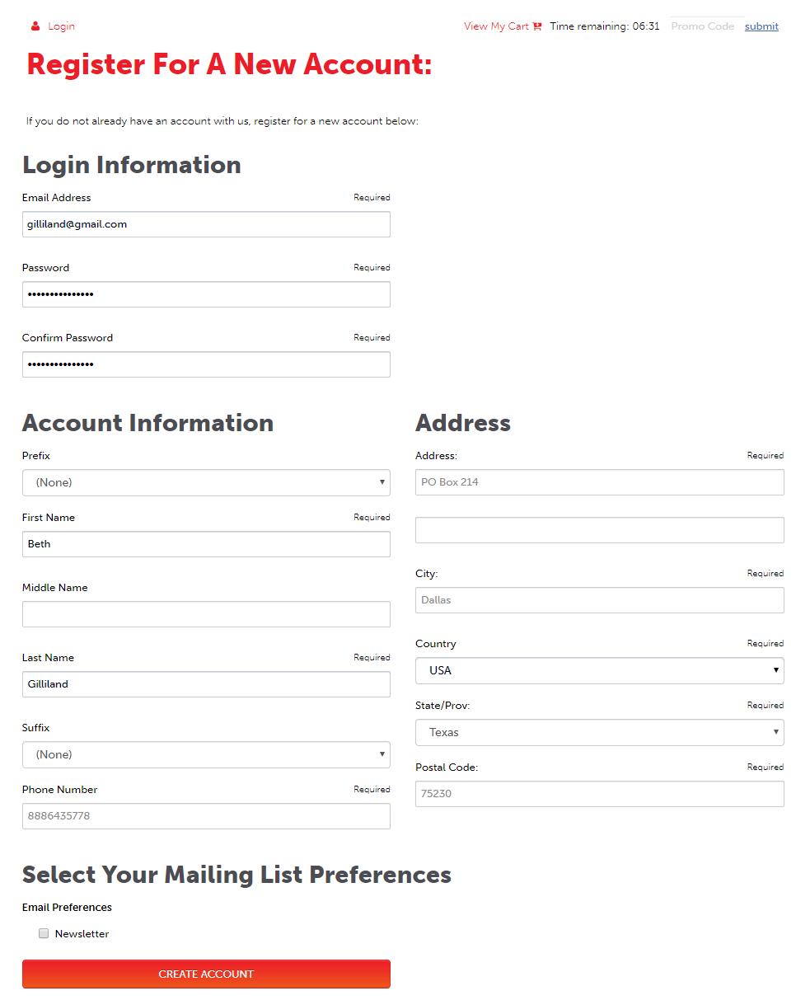 Login
View My Cart Time remaining: 06:31 Promo Code submit
Register For A New Account:
If you do not already have an account with us, register for a new account below:
Login Information
Email Address Required
gilliland@gmail.com
Password Required
•••••••••••••••
Confirm Password Required
•••••••••••••••
Account Information
Prefix
(None)
First Name Required
Beth
Middle Name
Last Name Required
Gilliland
Suffix
(None)
Phone Number Required
8886435778
Address
Address: Required
PO Box 214
City: Required
Dallas
Country Required
USA
State/Prov: Required
Texas
Postal Code: Required
75230
Select Your Mailing List Preferences
Email Preferences
Newsletter
CREATE ACCOUNT